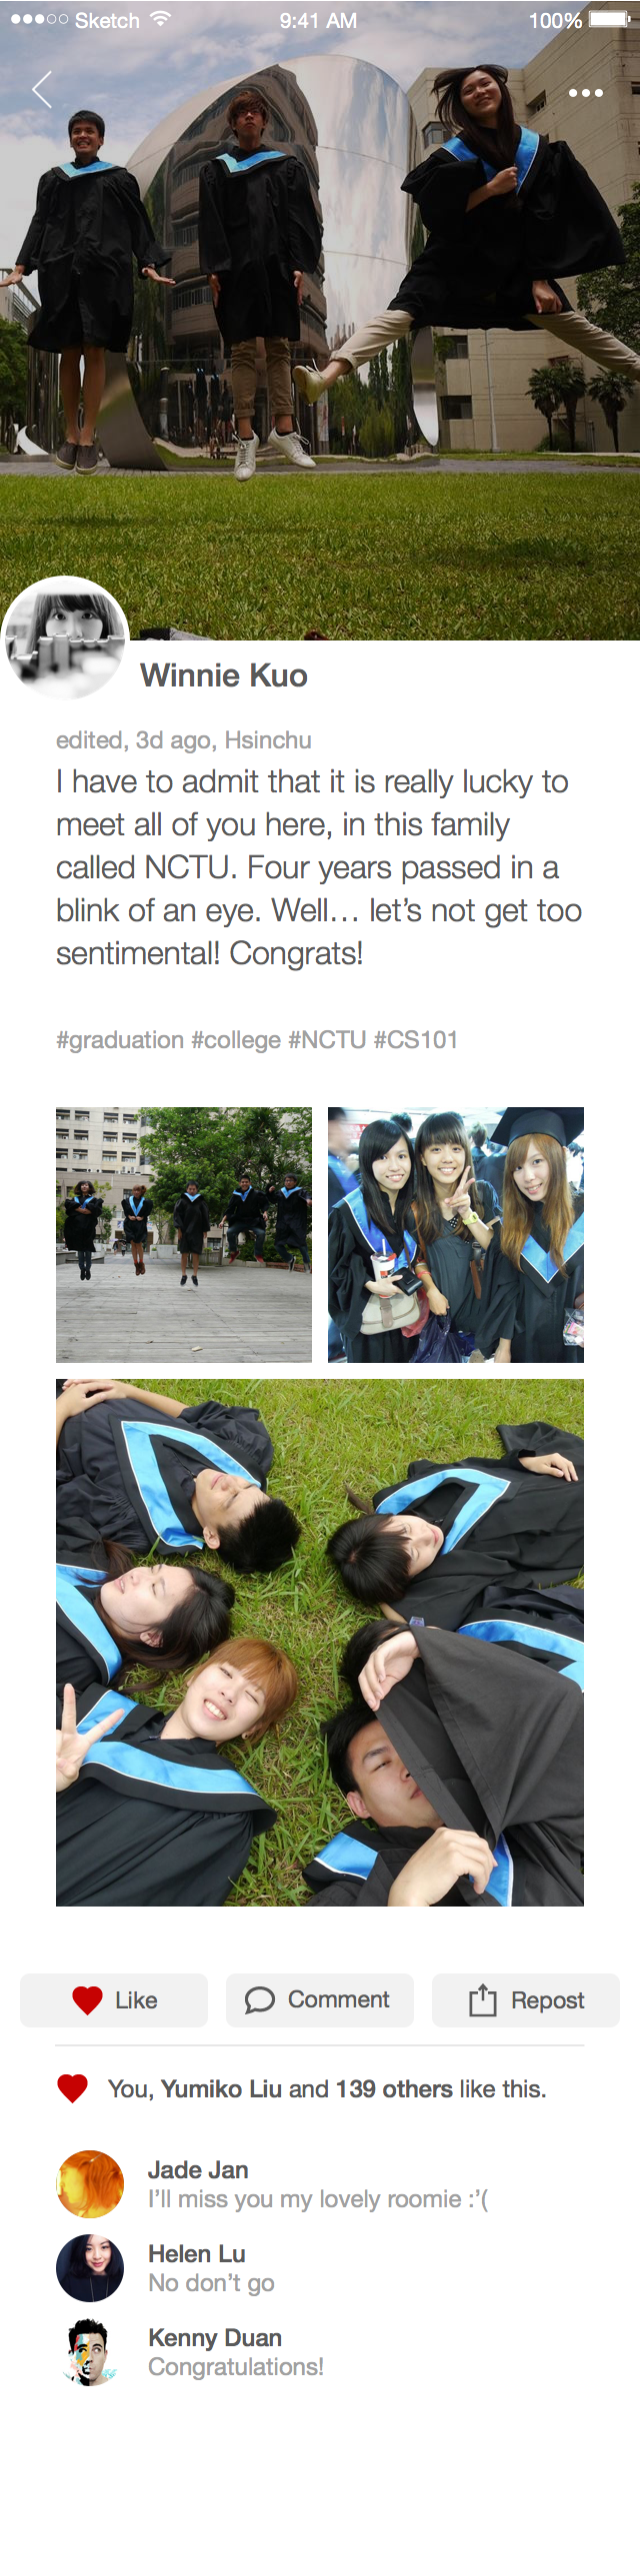 Sketch 9:41 AM 100%
Winnie Kuo
edited, 3d ago, Hsinchu
I have to admit that it is really lucky to
meet all of you here, in this family
called NCTU. Four years passed in a
blink of an eye. Well… let’s not get too
sentimental! Congrats!
#graduation #college #NCTU #CS101
Like Comment Repost
You, Yumiko Liu and 139 others like this.
Jade Jan
I’ll miss you my lovely roomie :’(
Helen Lu
No don’t go
Kenny Duan
Congratulations!